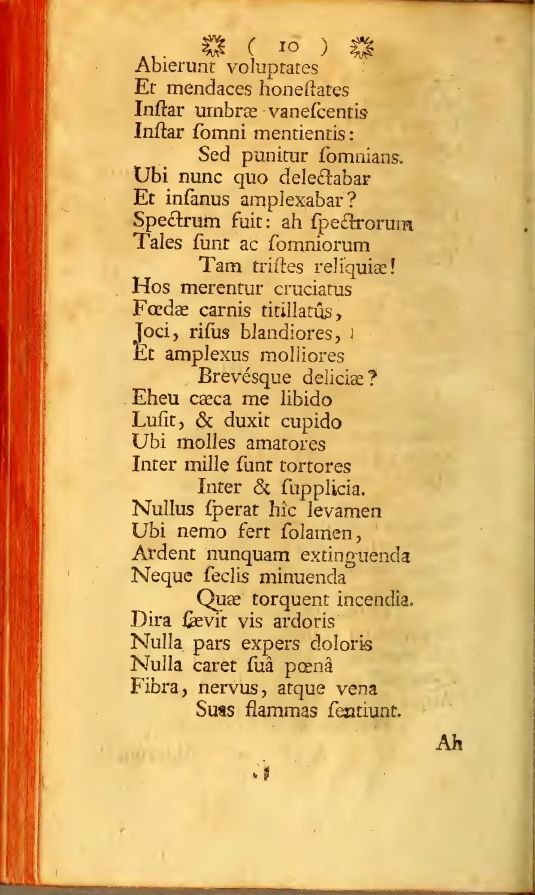 ( 10 )
Abierunt voluptates
Et mendaces honeſtates
Inſtar umbræ vaneſcentis
Inſtar ſomni mentientis:
Sed punitur ſomnians.
Ubi nunc quo delectabar
Et inſanus amplexabar?
Spectrum fuit: ah ſpectrorum
Tales ſunt ac ſomniorum
Tam triſtes reliquiæ!
Hos merentur cruciatus
Fœdæ carnis titillatûs,
Joci, riſus blandiores,
Et amplexus molliores
Brevésque deliciæ?
Eheu cæca me libido
Luſit, & duxit cupido
Ubi molles amatores
Inter mille ſunt tortores
Inter & ſupplicia.
Nullus ſperat hîc levamen
Ubi nemo fert ſolamen,
Ardent nunquam extinguenda
Neque ſeclis minuenda
Quæ torquent incendia.
Dira ſævit vis ardoris
Nulla pars expers doloris
Nulla caret ſuâ pœnâ
Fibra, nervus, atque vena
Suas flammas ſentiunt.
Ah